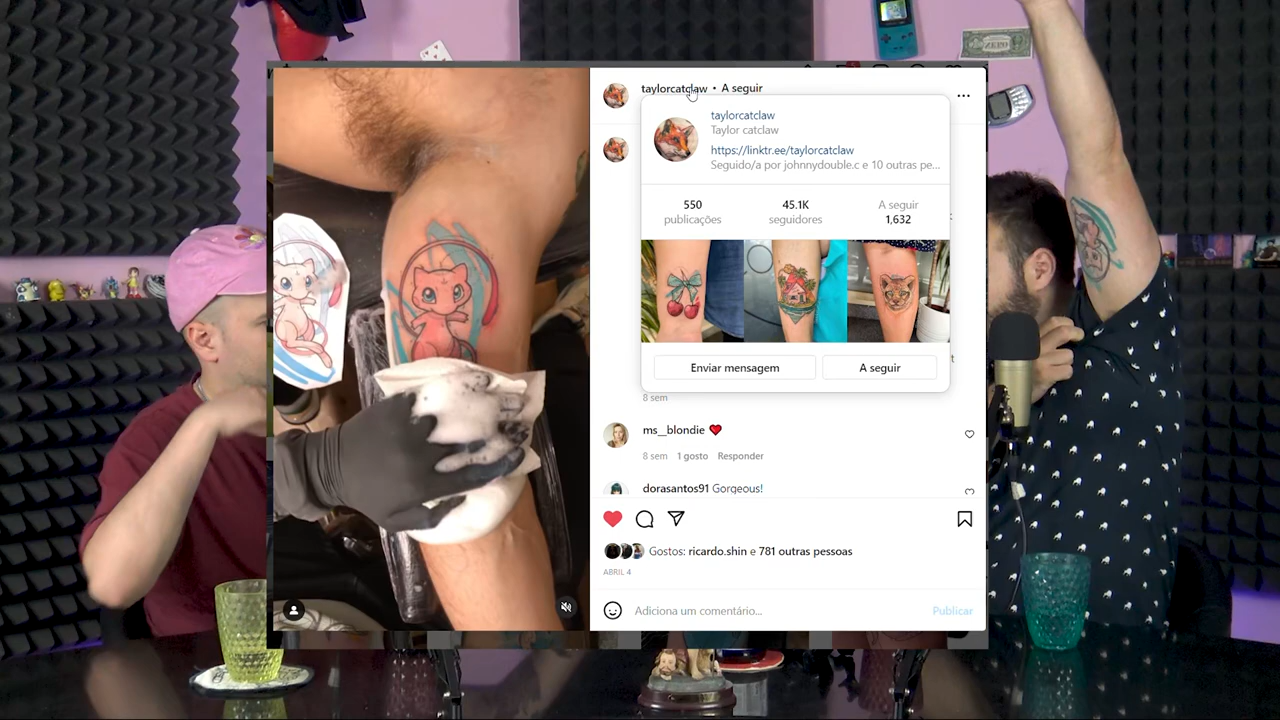 ZERO
taylorcatclaw • A seguir
taylorcatclaw
Taylor catclaw
https://linktr.ee/taylorcatclaw
Seguido/a por johnnydouble.c e 10 outras pe...
550 45.1K A seguir
publicações seguidores 1,632
Enviar mensagem A seguir
8 sem
ms__blondie ❤️
8 sem 1 gosto Responder
dorasantos91 Gorgeous!
Gostos: ricardo.shin e 781 outras pessoas
ABRIL 4
Adiciona um comentário... Publicar